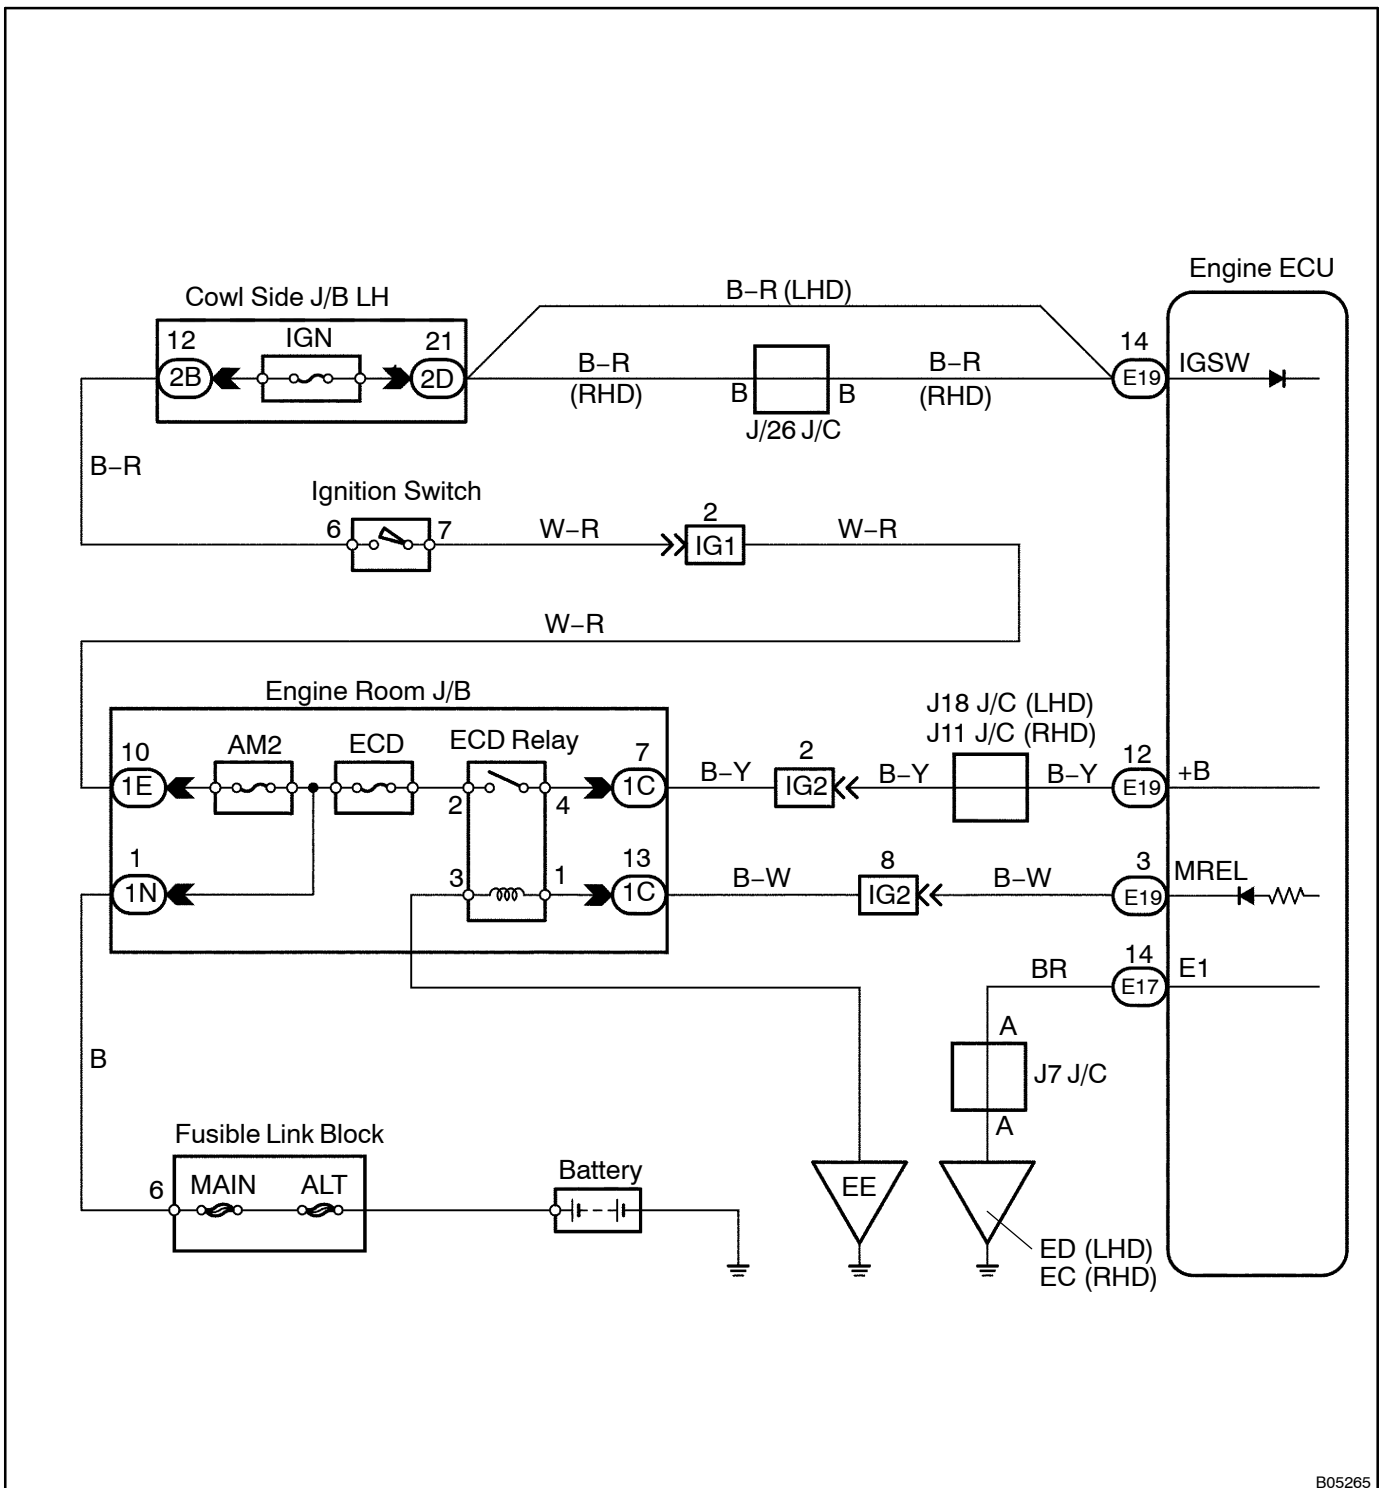 Engine ECU
Cowl Side J/B LH
B–R (LHD)
12
IGN
21
14
2B
2D
B–R
(RHD)
B
B
B–R
(RHD)
E19
IGSW
J/26 J/C
B–R
Ignition Switch
6
7
W–R
2
IG1
W–R
W–R
Engine Room J/B
J18 J/C (LHD)
J11 J/C (RHD)
10
AM2
ECD
ECD Relay
7
2
12
1E
2
4
1C
B–Y
IG2
B–Y
B–Y
E19
+B
1
3
1
13
8
3
1N
1C
B–W
IG2
B–W
E19
MREL
14
BR
E17
E1
A
B
J7 J/C
A
Fusible Link Block
6
MAIN
ALT
Battery
EE
ED (LHD)
EC (RHD)
B05265